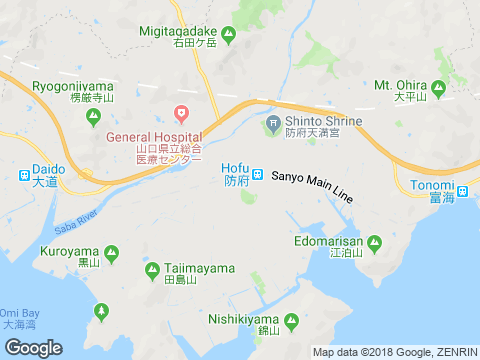 Migitagadake
右田ケ岳
Ryogonjiyama
楞厳寺山
Mt. Ohira
大平山
General Hospital
山口県立総合
医療センター
Shinto Shrine
防府天満宮
Daido
大道
Hofu
防府
Sanyo Main Line
Tonomi
富海
Saba River
Kuroyama
黒山
Edomarisan
江泊山
Taiimayama
田島山
Omi Bay
大海湾
Nishikiyama
錦山
Google
Map data ©2018 Google, ZENRIN